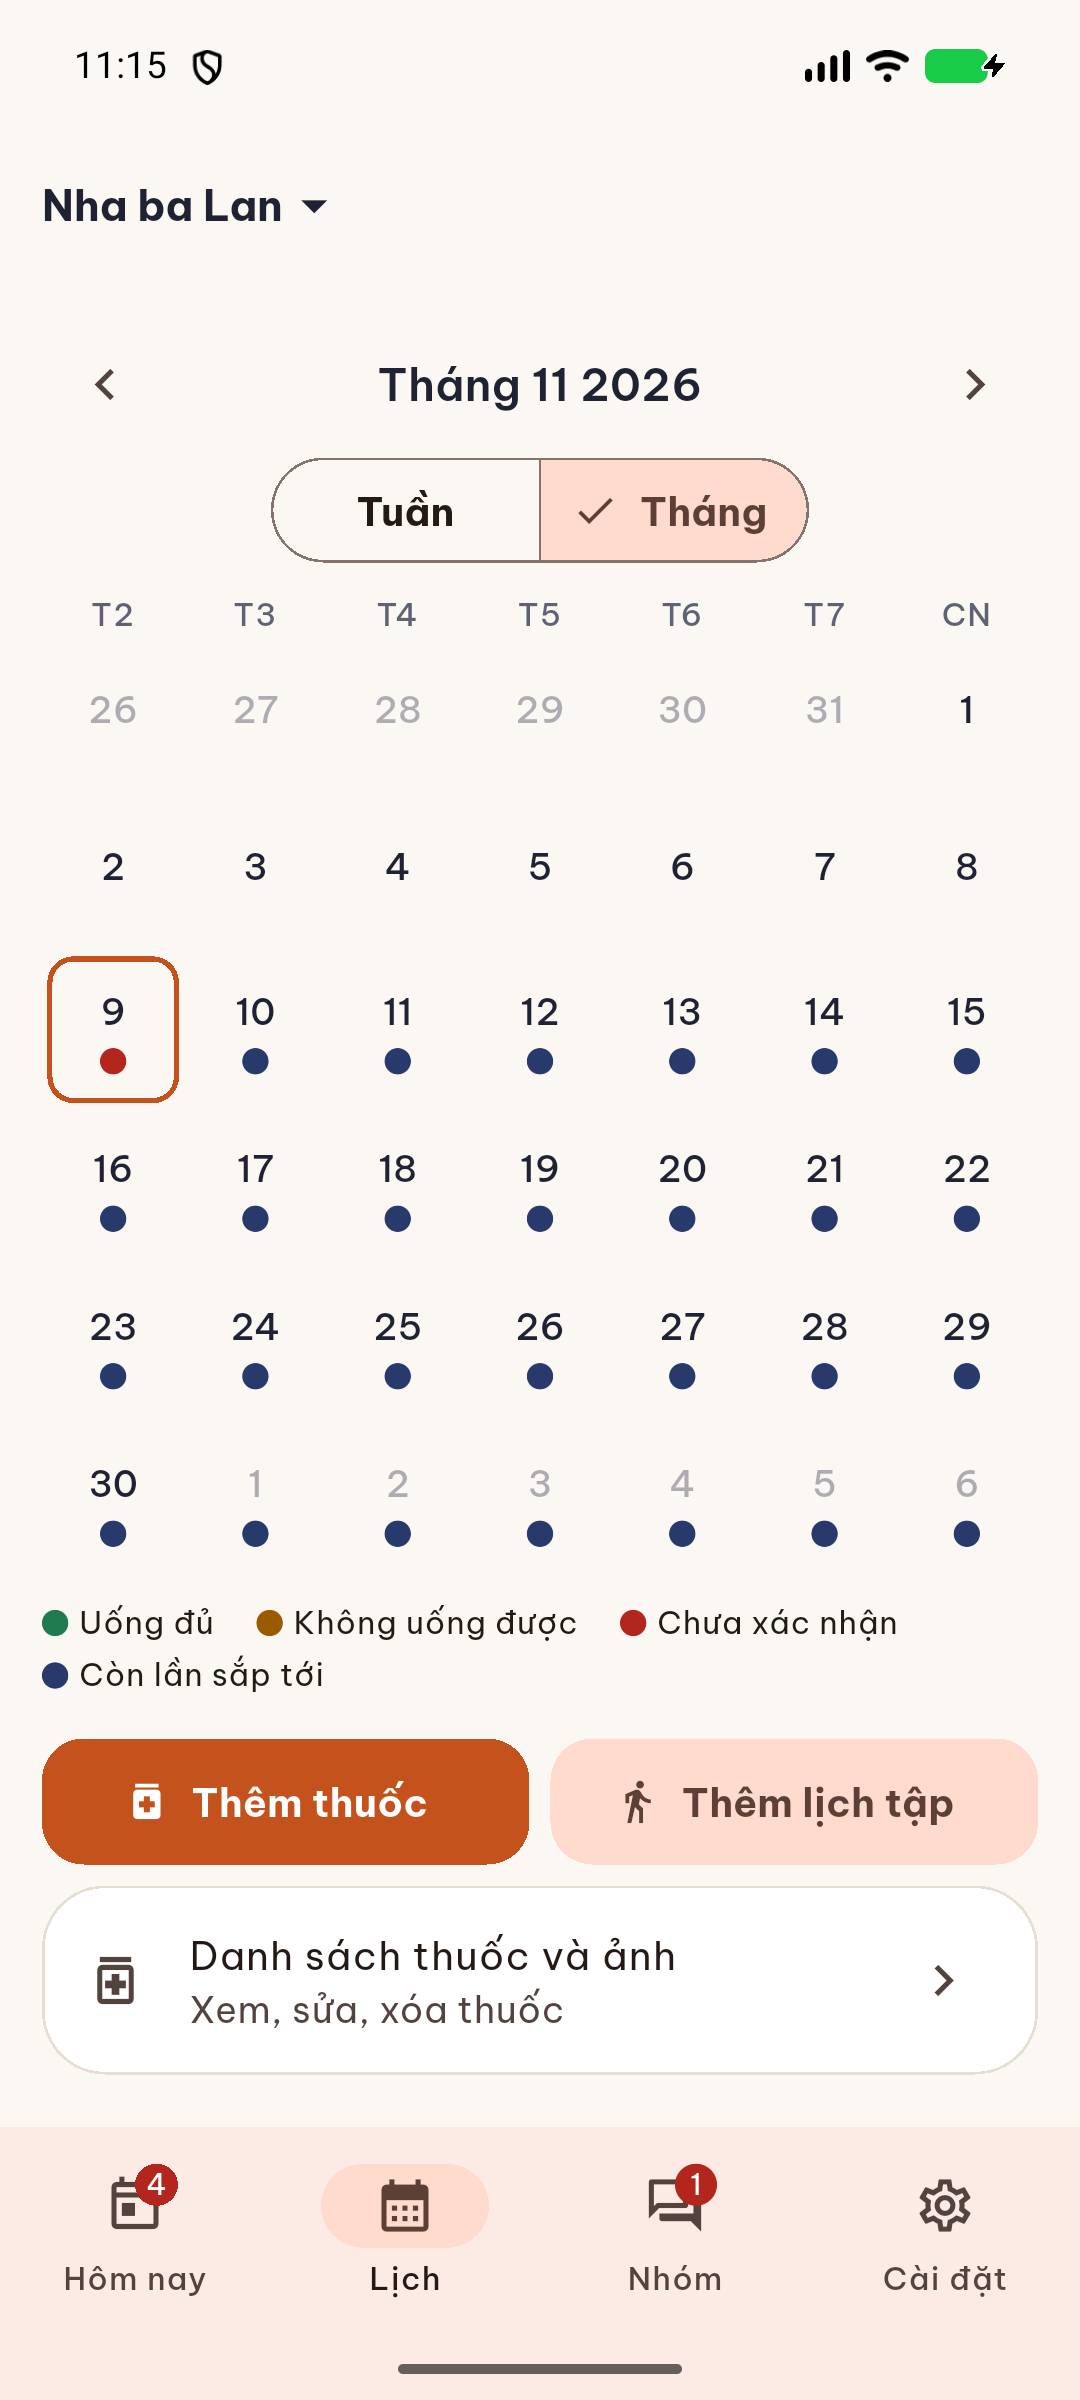 11:15
Nha ba Lan
Tháng 11 2026
Tuần Tháng
T2 T3 T4 T5 T6 T7 CN
26 27 28 29 30 31 1
2 3 4 5 6 7 8
9 10 11 12 13 14 15
16 17 18 19 20 21 22
23 24 25 26 27 28 29
30 1 2 3 4 5 6
Uống đủ Không uống được Chưa xác nhận
Còn lần sắp tới
Thêm thuốc Thêm lịch tập
Danh sách thuốc và ảnh
Xem, sửa, xóa thuốc
4 1
Hôm nay Lịch Nhóm Cài đặt